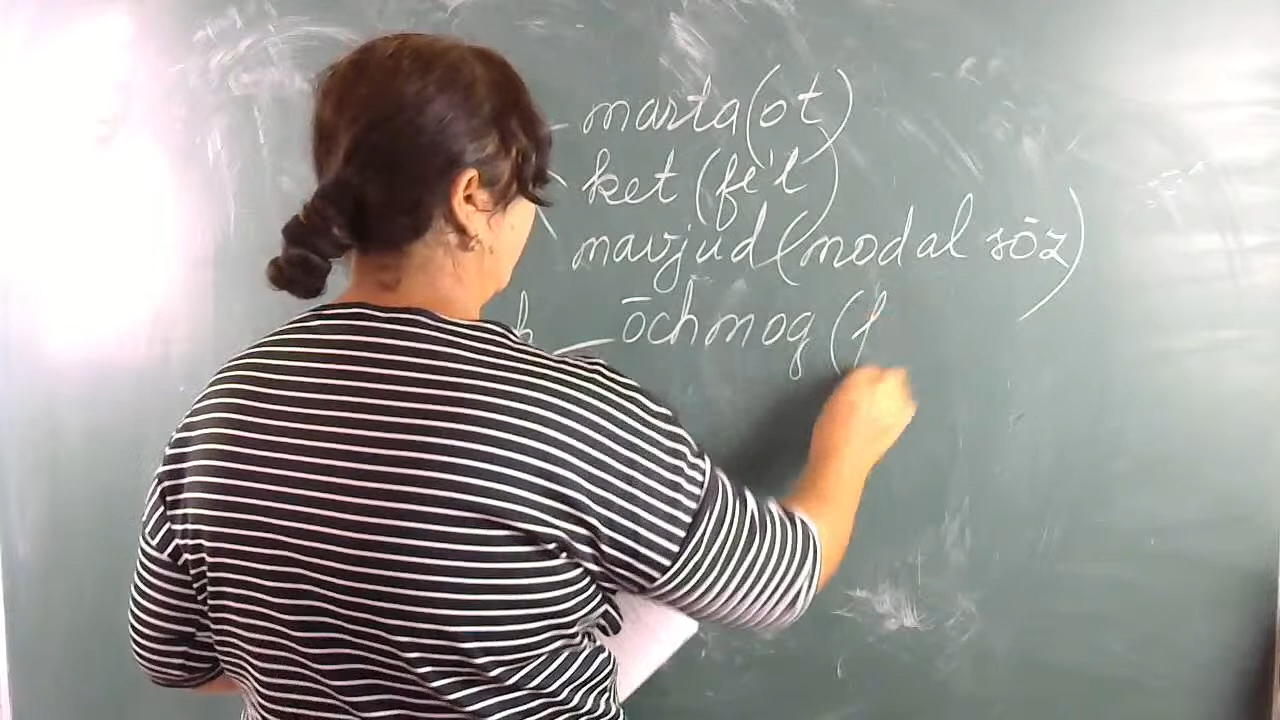 - marta (ot)
ket (fe'l)
mavjud (modal sōz)
— ōchmoq (f